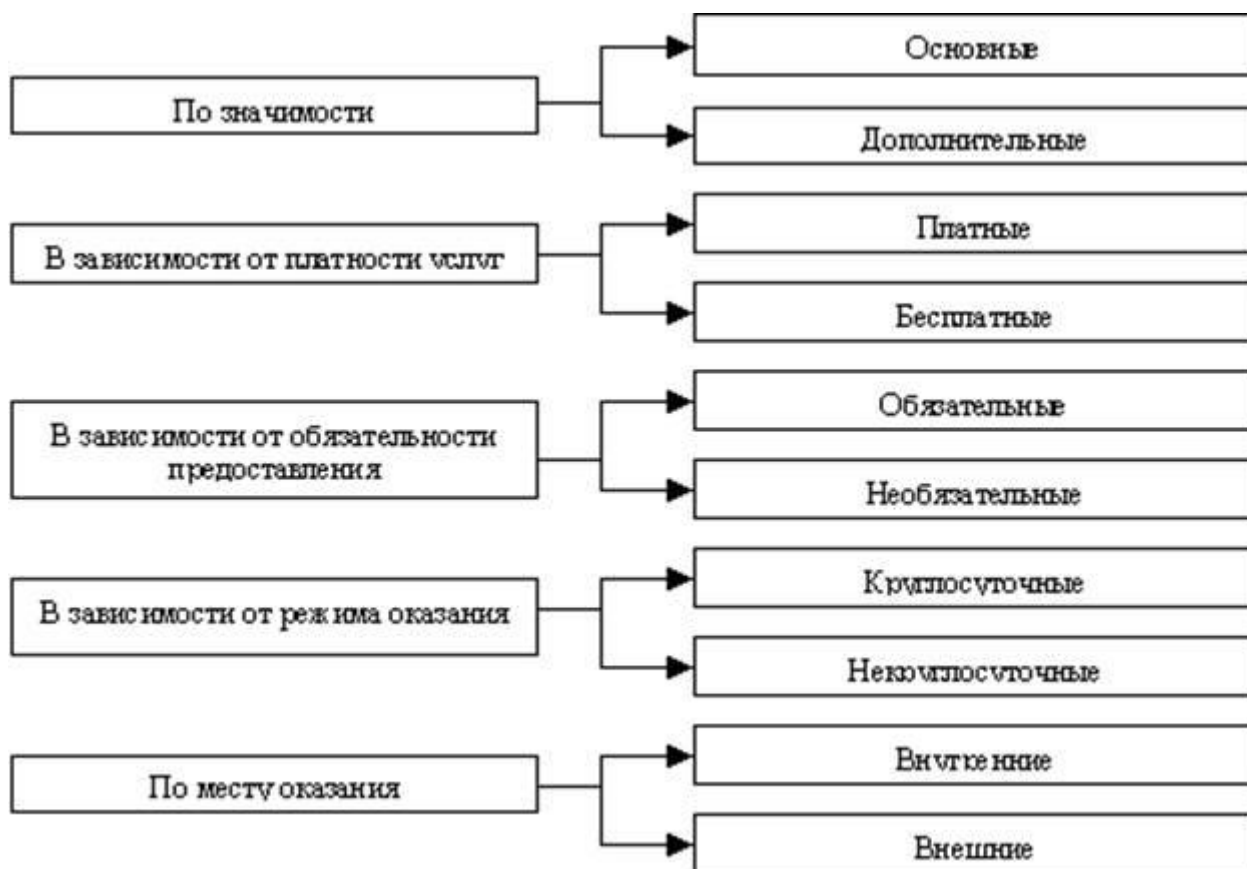 По значимости
Основные
Дополнительные
В зависимости от платности услуг
Платные
Бесплатные
В зависимости от обязательности
предоставления
Обязательные
Необязательные
В зависимости от режима оказания
Круглосуточные
Некруглосуточные
По месту оказания
Внутренние
Внешние